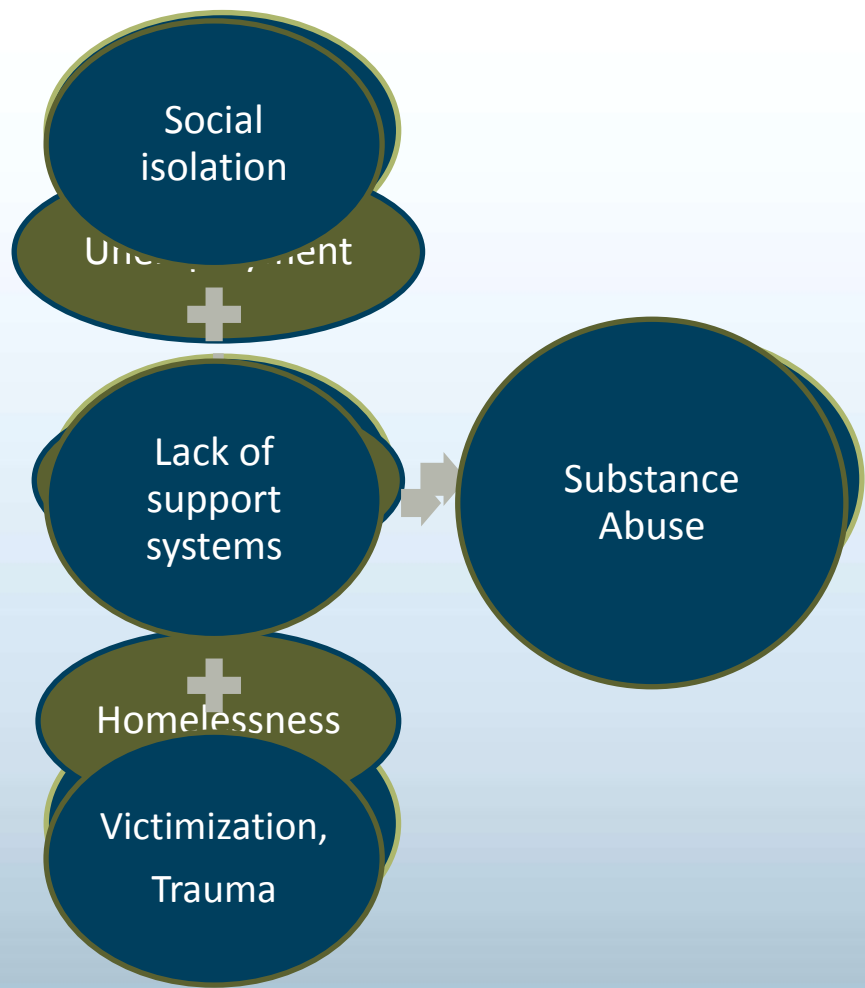 Social
isolation
Lack of
support
systems
Substance
Abuse
Homelessness
Victimization,
Trauma